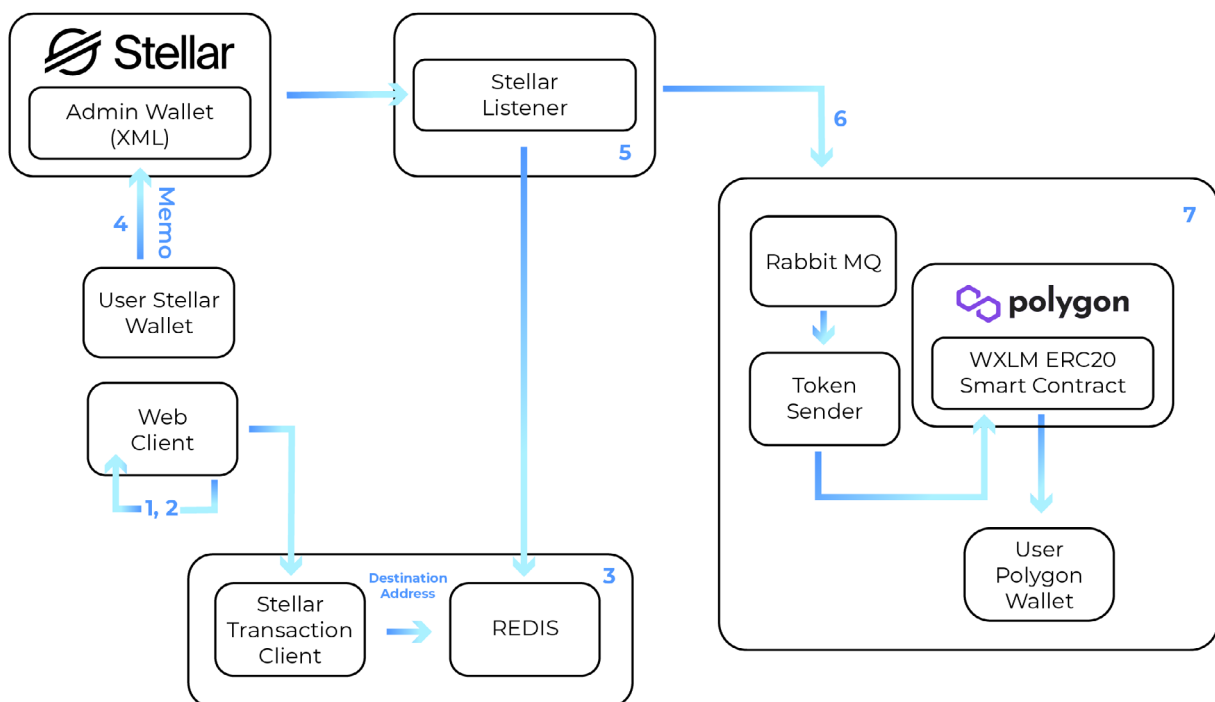 Stellar
Admin Wallet
(XML)
Stellar
Listener
5
6
4
Memo
User Stellar
Wallet
Web
Client
1, 2
3
Stellar
Transaction
Client
Destination
Address
REDIS
7
Rabbit MQ
Token
Sender
polygon
WXLM ERC20
Smart Contract
User
Polygon
Wallet